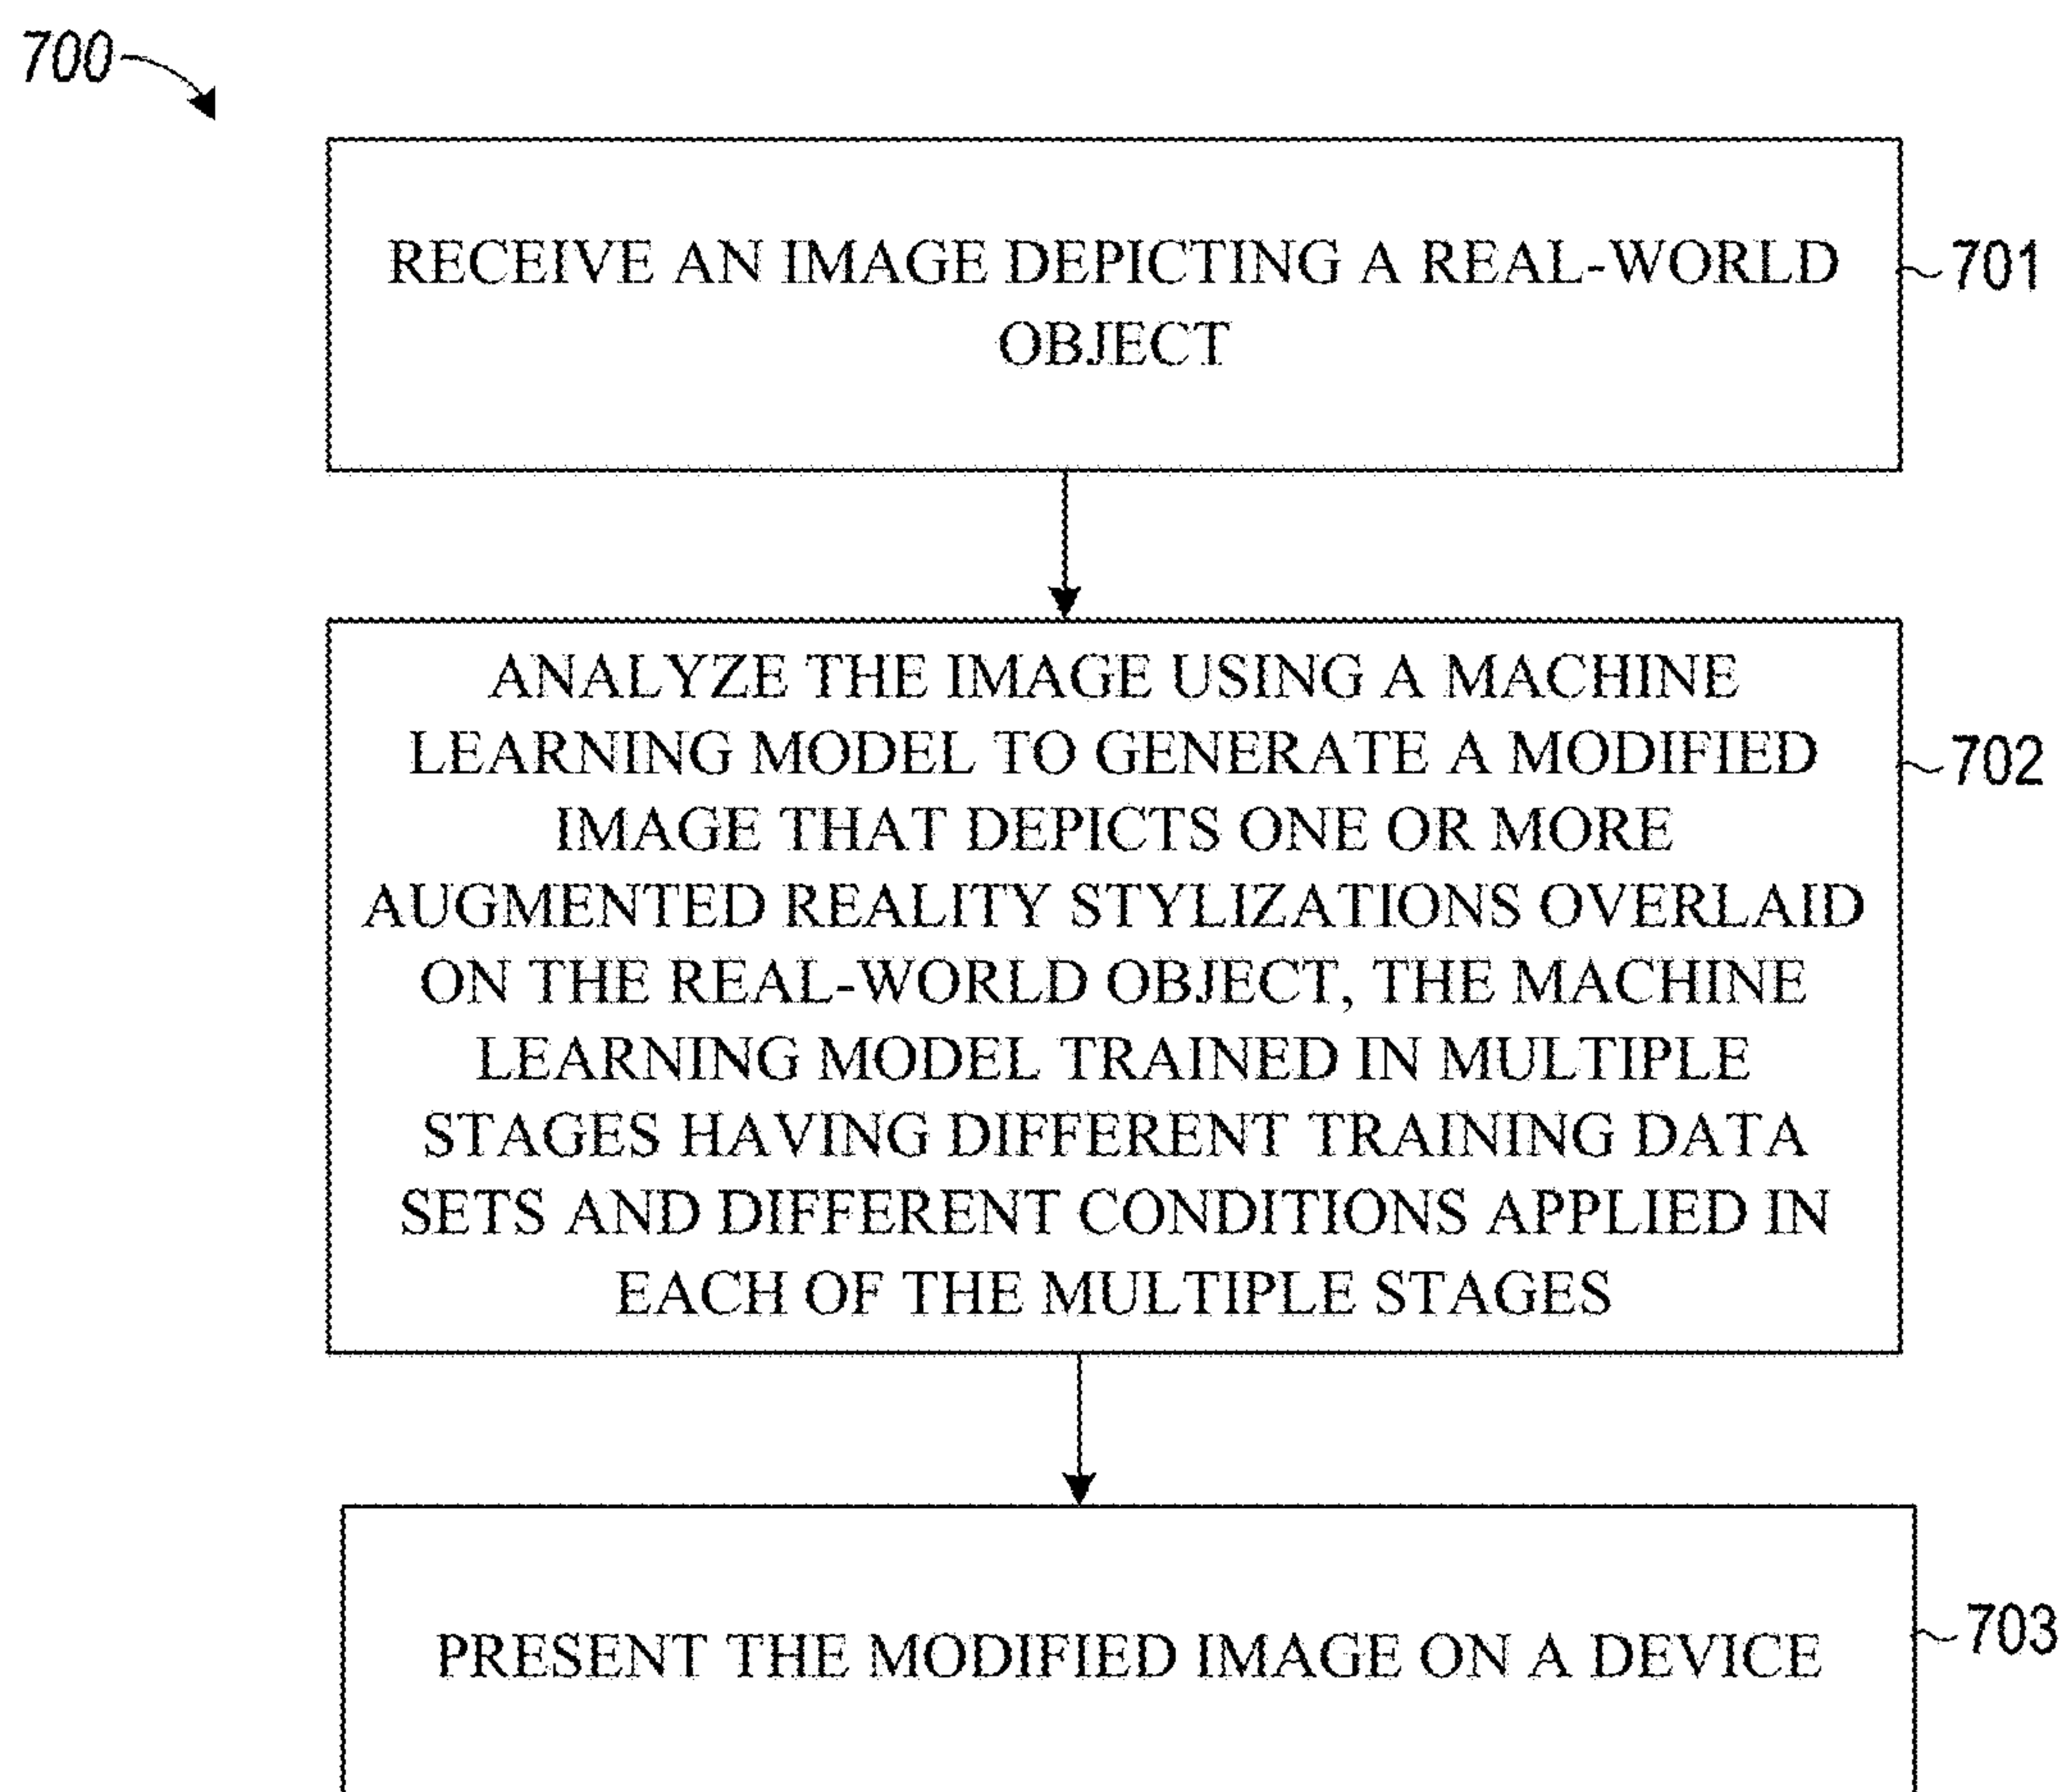 700
RECEIVE AN IMAGE DEPICTING A REAL-WORLD
OBJECT
701
ANALYZE THE IMAGE USING A MACHINE
LEARNING MODEL TO GENERATE A MODIFIED
IMAGE THAT DEPICTS ONE OR MORE
AUGMENTED REALITY STYLIZATIONS OVERLAID
ON THE REAL-WORLD OBJECT, THE MACHINE
LEARNING MODEL TRAINED IN MULTIPLE
STAGES HAVING DIFFERENT TRAINING DATA
SETS AND DIFFERENT CONDITIONS APPLIED IN
EACH OF THE MULTIPLE STAGES
702
PRESENT THE MODIFIED IMAGE ON A DEVICE
703